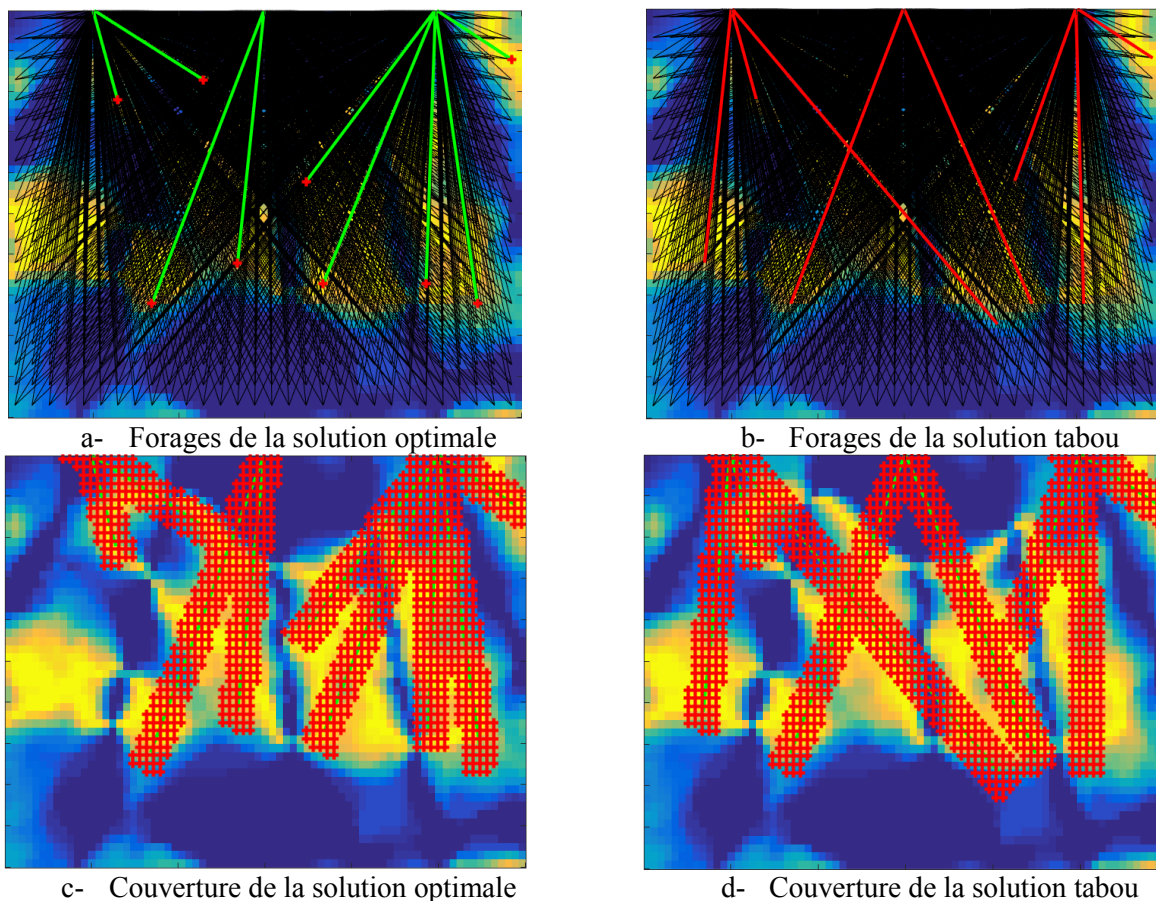 a- Forages de la solution optimale
b- Forages de la solution tabou
c- Couverture de la solution optimale
d- Couverture de la solution tabou